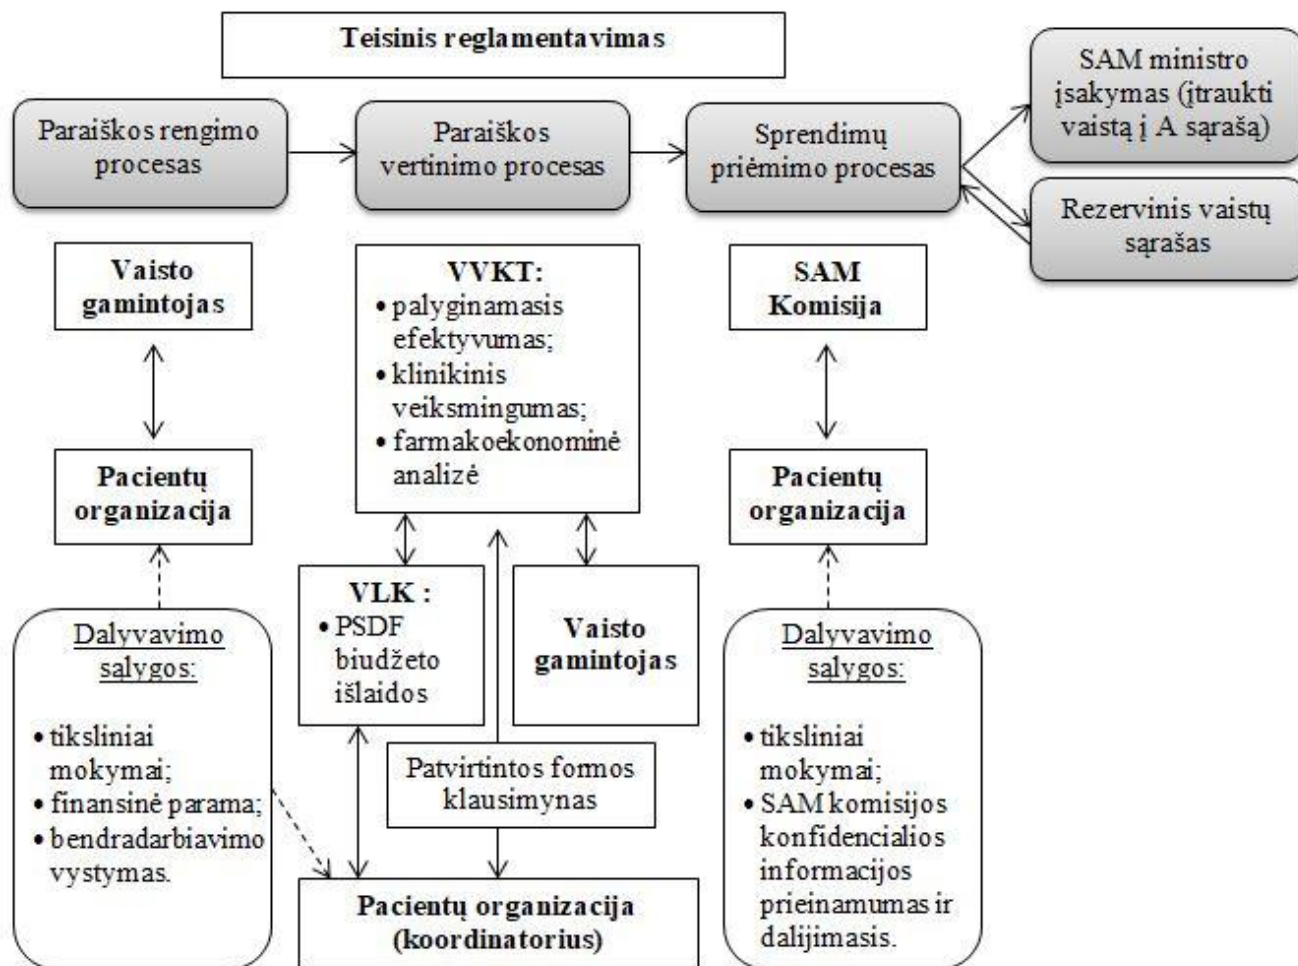 Teisinis reglamentavimas
Paraiškos rengimo
procesas
Paraiškos
vertinimo procesas
Sprendimų
priėmimo procesas
SAM ministro
įsakymas (įtraukti
vaistą į A sąrašą)
Rezervinis vaistų
sąrašas
Vaisto
gamintojas
Pacientų
organizacija
Dalyvavimo
sąlygos:
• tiksliniai
mokymai;
• finansinė parama;
• bendradarbiavimo
vystymas.
VVKT:
• palyginamasis
efektyvumas;
• klinikinis
veiksmingumas;
• farmakoekonominė
analizė
VLK :
• PSDF
biudžeto
išlaidos
Vaisto
gamintojas
Patvirtintos formos
klausimynas
Pacientų organizacija
(koordinatorius)
SAM
Komisija
Pacientų
organizacija
Dalyvavimo
sąlygos:
• tiksliniai
mokymai;
• SAM komisijos
konfidencialios
informacijos
prieinamumas ir
dalijimasis.